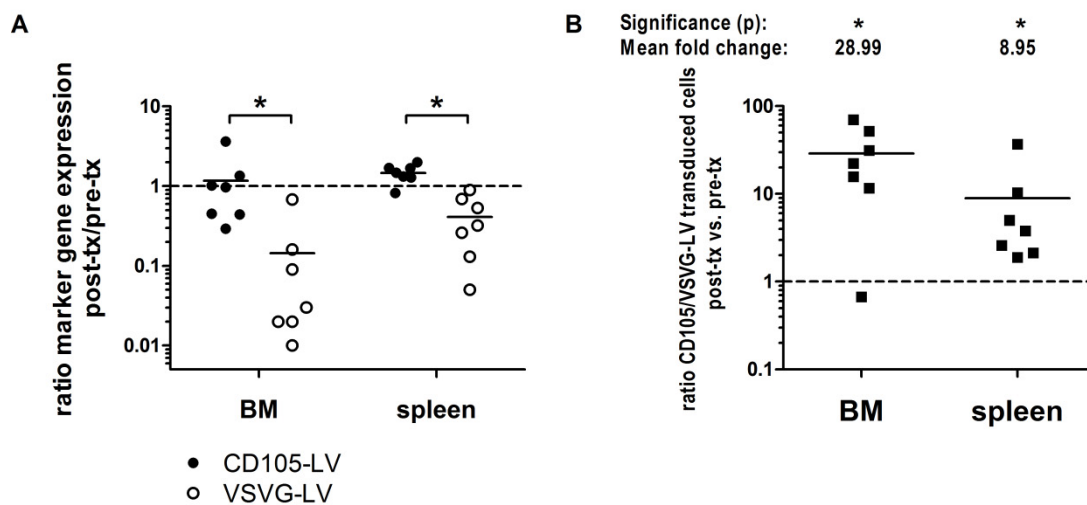 A
ratio marker gene expression
post-tx/pre-tx
10
1
0.1
0.01
*
*
BM
spleen
CD105-LV
VSVG-LV
B
Significance (p):
*
*
Mean fold change:
28.99
8.95
ratio CD105/VSVG-LV transduced cells
post-tx vs. pre-tx
100
10
1
0.1
BM
spleen